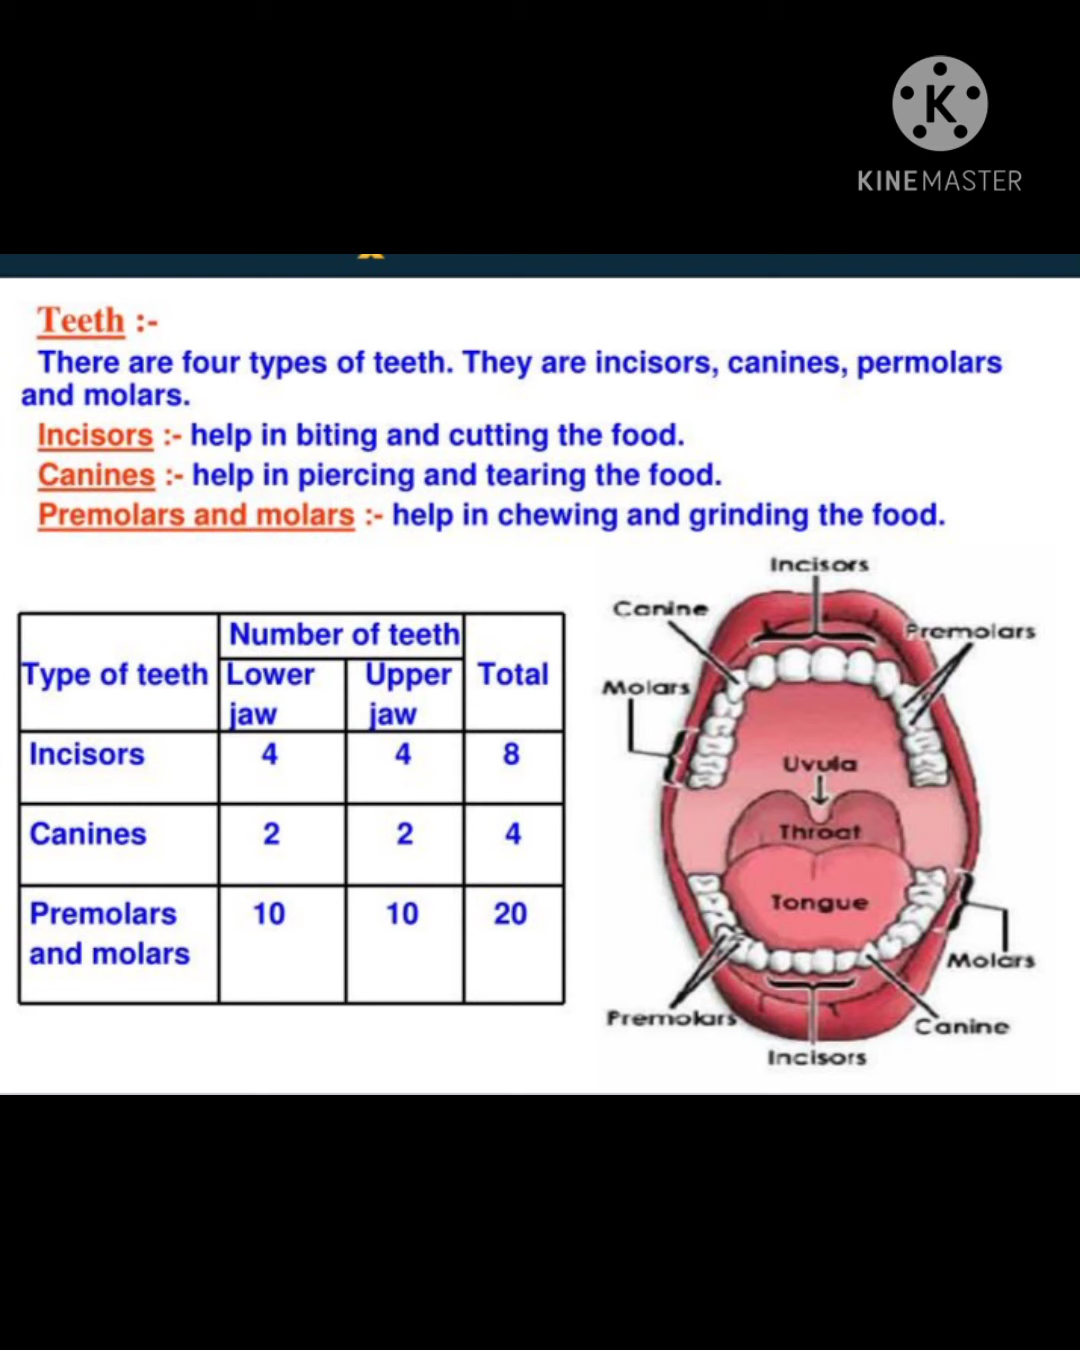 K
KINEMASTER
Teeth :-
There are four types of teeth. They are incisors, canines, permolars
and molars.
Incisors :- help in biting and cutting the food.
Canines :- help in piercing and tearing the food.
Premolars and molars :- help in chewing and grinding the food.
Type of teeth
Number of teeth
Lower
jaw
Upper
jaw
Total
Incisors 4 4 8
Canines 2 2 4
Premolars
and molars
10 10 20
Incisors
Canine
Premolars
Molars
Uvula
Throat
Tongue
Molars
Premolars
Canine
Incisors